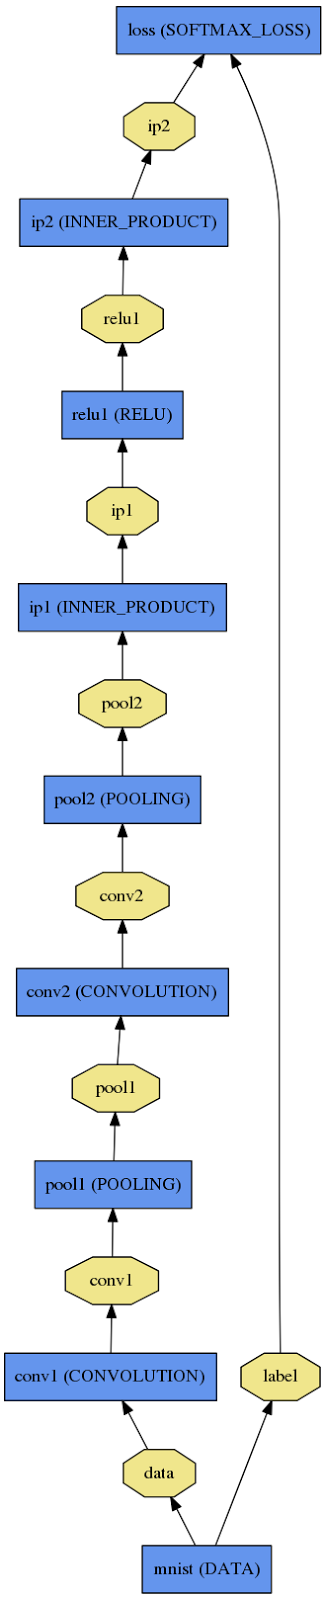 loss (SOFTMAX_LOSS)
ip2
ip2 (INNER_PRODUCT)
relu1
relu1 (RELU)
ip1
ip1 (INNER_PRODUCT)
pool2
pool2 (POOLING)
conv2
conv2 (CONVOLUTION)
pool1
pool1 (POOLING)
conv1
conv1 (CONVOLUTION)
label
data
mnist (DATA)